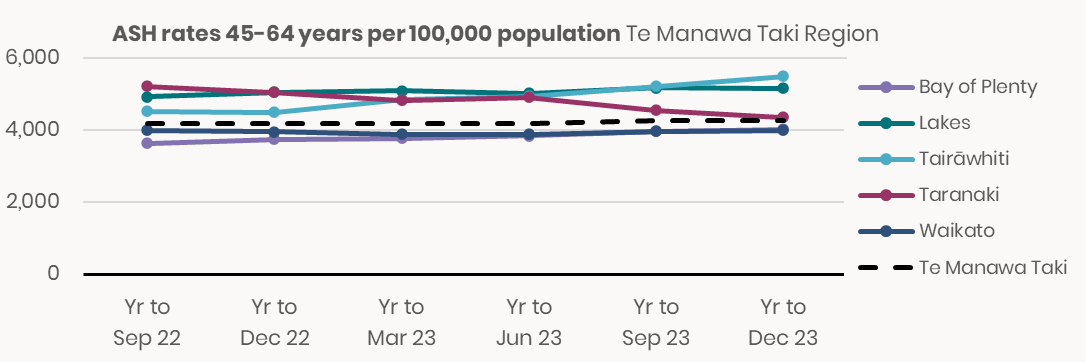 ASH rates 45-64 years per 100,000 population Te Manawa Taki Region
6,000
4,000
2,000
0
Yr to Sep 22
Yr to Dec 22
Yr to Mar 23
Yr to Jun 23
Yr to Sep 23
Yr to Dec 23
Bay of Plenty
Lakes
Tairāwhiti
Taranaki
Waikato
Te Manawa Taki